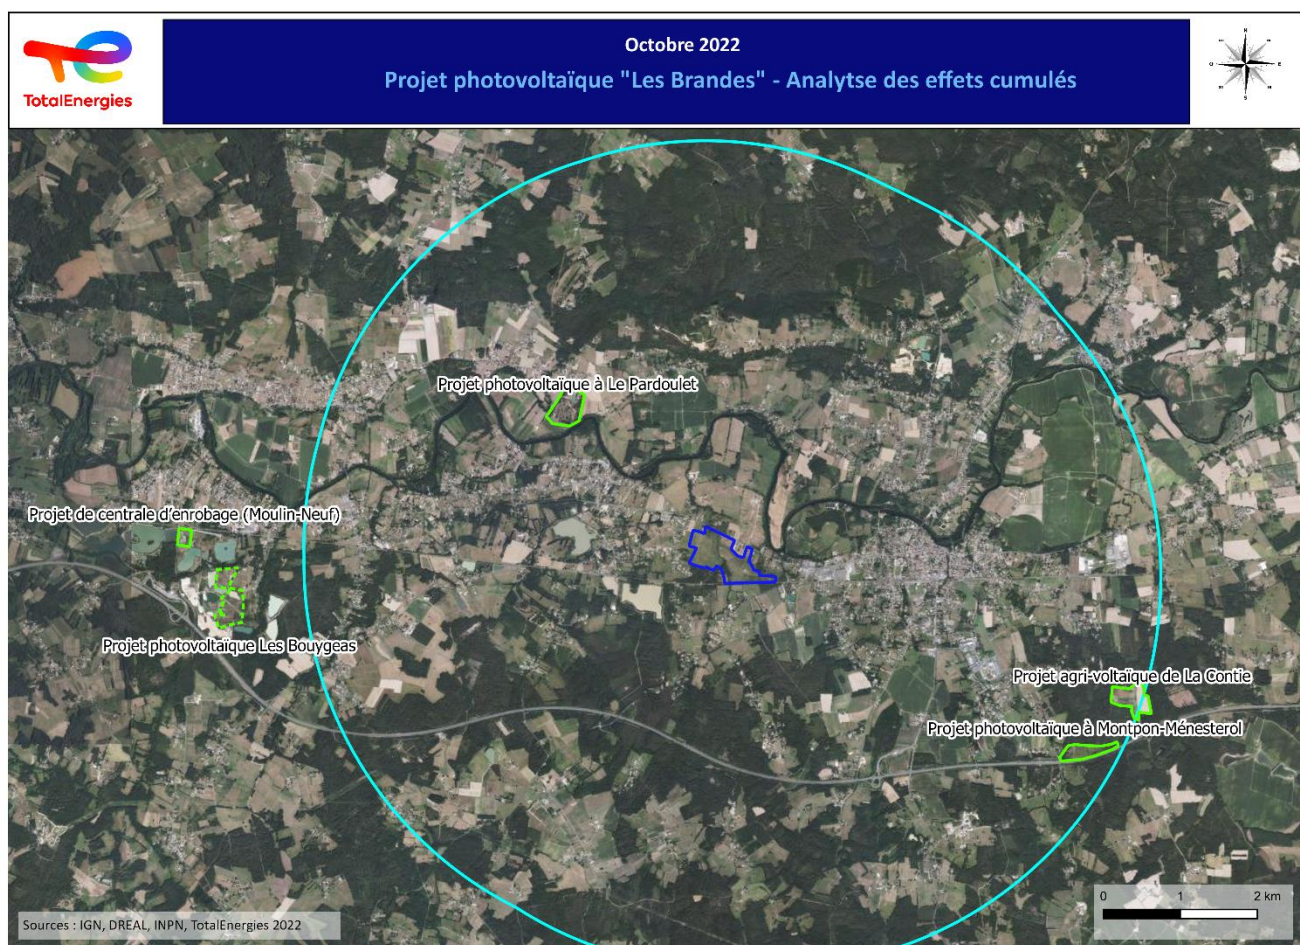 Octobre 2022
Projet photovoltaïque "Les Brandes" - Analytse des effets cumulés
TotalEnergies
N
O
E
S
Projet photovoltaïque à Le Pardoulet
Projet de centrale d'enrobage (Moulin-Neuf)
Projet photovoltaïque Les Bouygeas
Projet agri-voltaïque de La Contie
Projet photovoltaïque à Montpon-Ménesterol
0 1 2 km
Sources : IGN, DREAL, INPN, TotalEnergies 2022